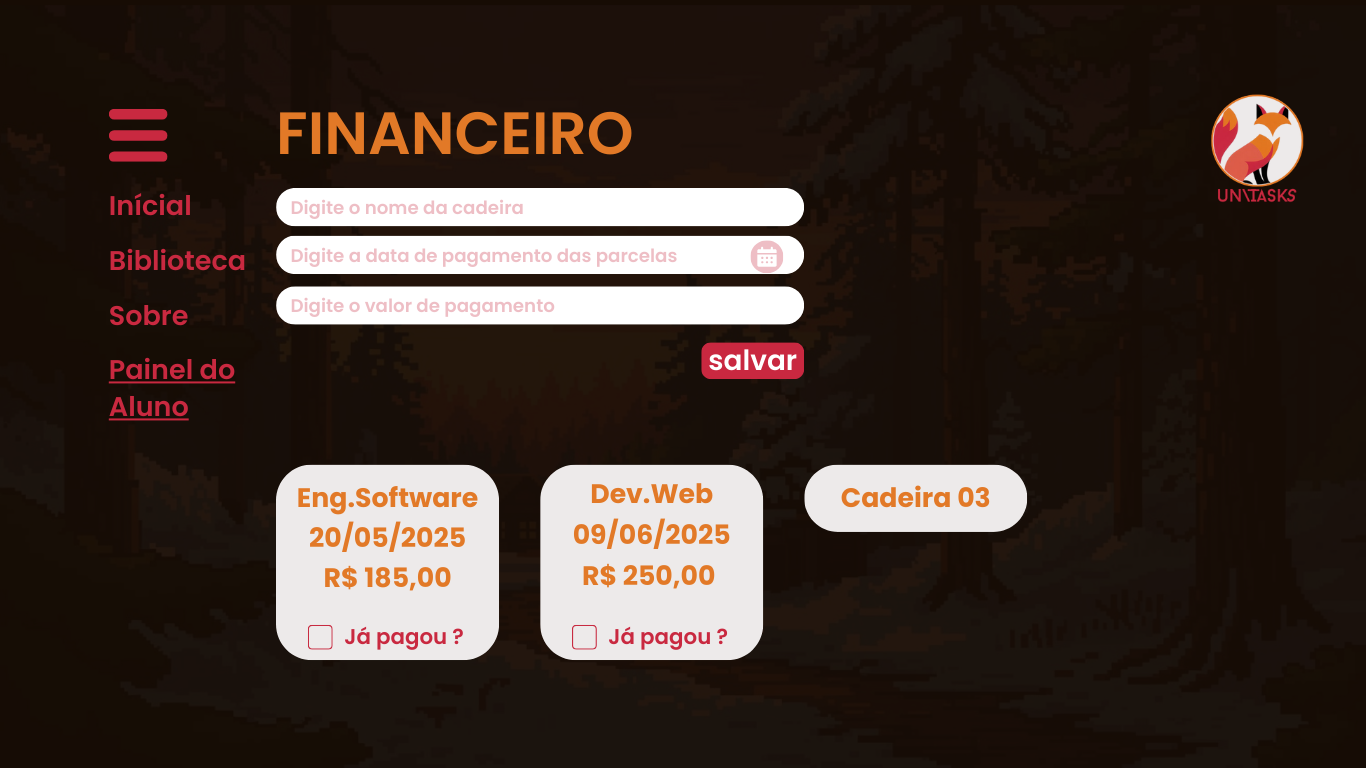 FINANCEIRO
UNITASKS
Inícial
Biblioteca
Sobre
Painel do
Aluno
Digite o nome da cadeira
Digite a data de pagamento das parcelas
Digite o valor de pagamento
salvar
Eng.Software
20/05/2025
R$ 185,00
Já pagou ?
Dev.Web
09/06/2025
R$ 250,00
Já pagou ?
Cadeira 03